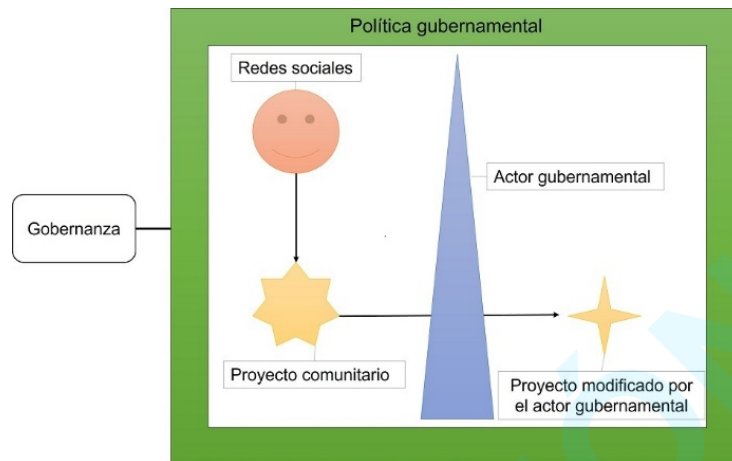 Política gubernamental
Redes sociales
Actor gubernamental
Gobernanza
Proyecto comunitario
Proyecto modificado por
el actor gubernamental